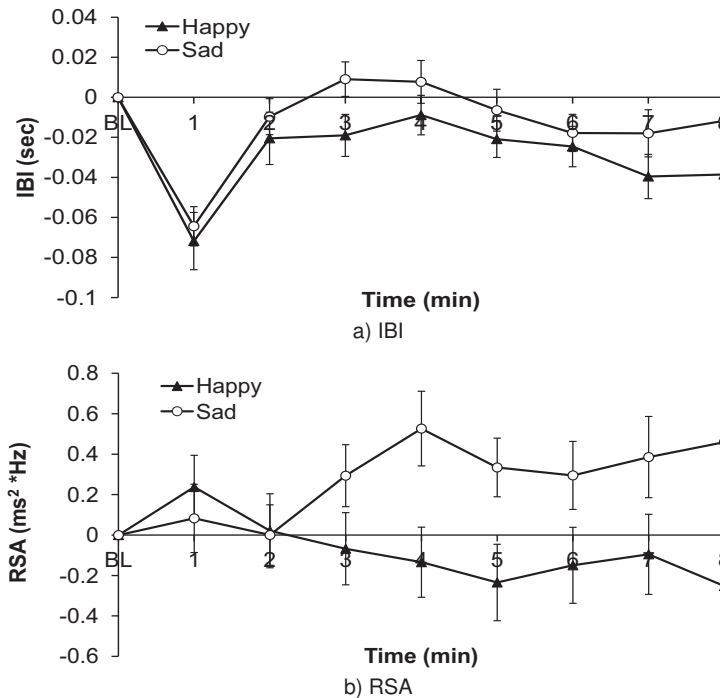 0.04
0.02
0
-0.02
-0.04
-0.06
-0.08
-0.1
IBI (sec)
Happy
Sad
BL 1 2 3 4 5 6 7
Time (min)
a) IBI
0.8
0.6
0.4
0.2
0
-0.2
-0.4
-0.6
RSA (ms² *Hz)
Happy
Sad
BL 1 2 3 4 5 6 7 8
Time (min)
b) RSA